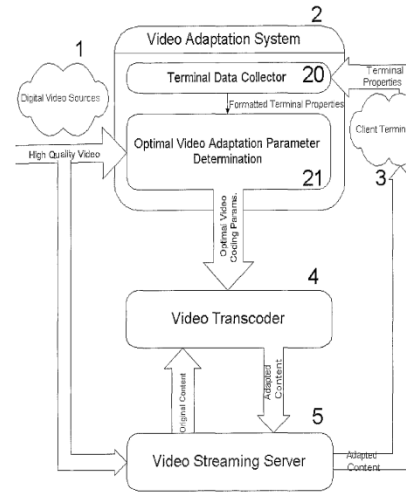 1
2
Video Adaptation System
Terminal Data Collector 20
Terminal
Properties
Digital Video Sources
Formatted Terminal Properties
Client Termin
High Quality Video
Optimal Video Adaptation Parameter
Determination
21
3
Optimal Video
Coding Params.
4
Video Transcoder
Original Content
Adapted
Content
5
Video Streaming Server
Adapted
Content